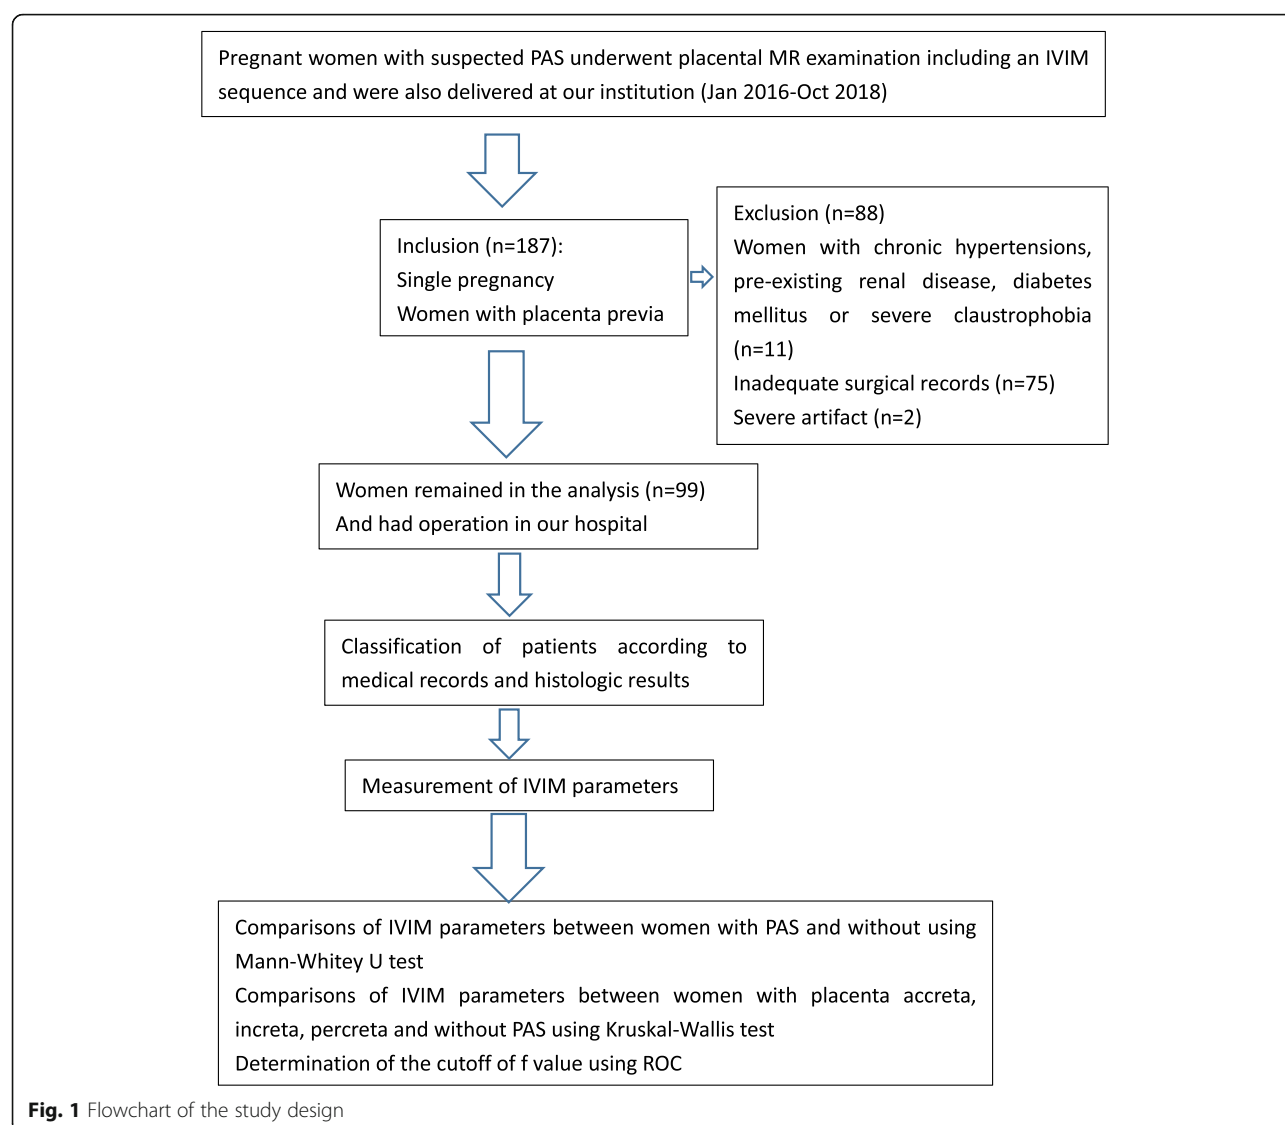 Pregnant women with suspected PAS underwent placental MR examination including an IVIM
sequence and were also delivered at our institution (Jan 2016-Oct 2018)
Inclusion (n=187):
Single pregnancy
Women with placenta previa
Exclusion (n=88)
Women with chronic hypertensions,
pre-existing renal disease, diabetes
mellitus or severe claustrophobia
(n=11)
Inadequate surgical records (n=75)
Severe artifact (n=2)
Women remained in the analysis (n=99)
And had operation in our hospital
Classification of patients according to
medical records and histologic results
Measurement of IVIM parameters
Comparisons of IVIM parameters between women with PAS and without using
Mann-Whitey U test
Comparisons of IVIM parameters between women with placenta accreta,
increta, percreta and without PAS using Kruskal-Wallis test
Determination of the cutoff of f value using ROC
Fig. 1 Flowchart of the study design